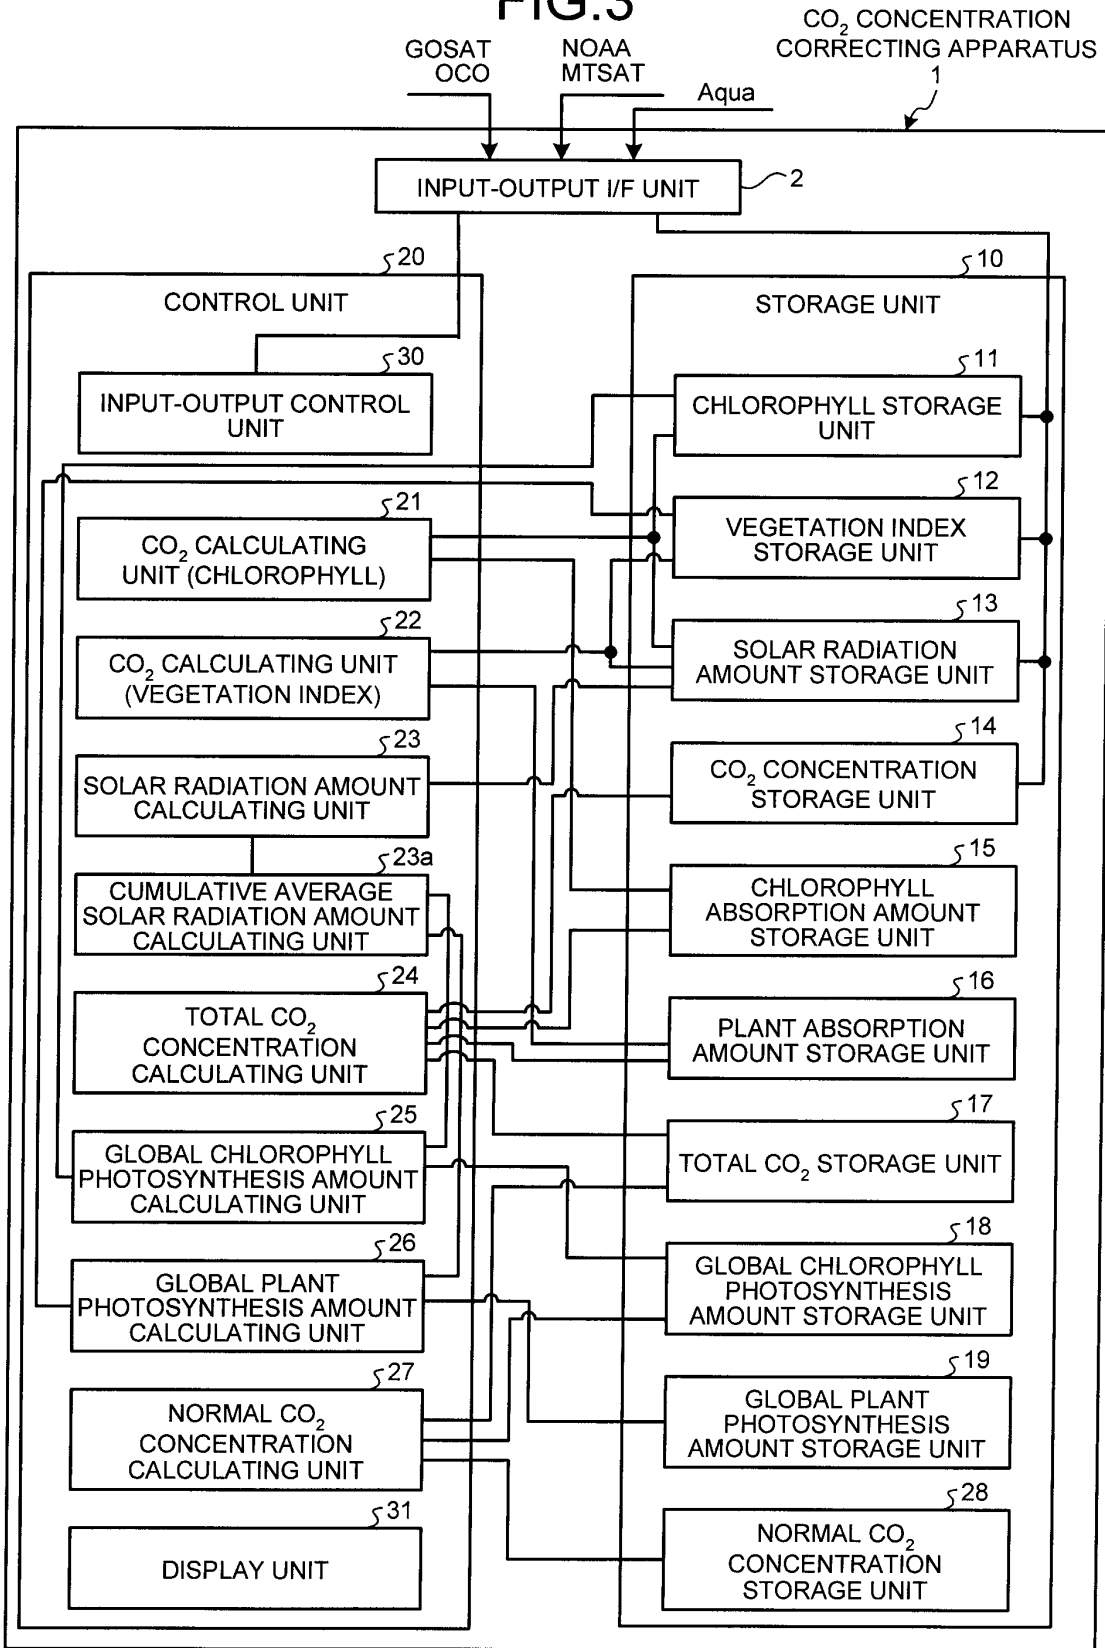 FIG.3
CO2 CONCENTRATION
CORRECTING APPARATUS
1
GOSAT
OCO
NOAA
MTSAT
Aqua
INPUT-OUTPUT I/F UNIT
2
20
CONTROL UNIT
10
STORAGE UNIT
30
INPUT-OUTPUT CONTROL
UNIT
11
CHLOROPHYLL STORAGE
UNIT
12
VEGETATION INDEX
STORAGE UNIT
21
CO2 CALCULATING
UNIT (CHLOROPHYLL)
13
SOLAR RADIATION
AMOUNT STORAGE UNIT
22
CO2 CALCULATING UNIT
(VEGETATION INDEX)
14
CO2 CONCENTRATION
STORAGE UNIT
23
SOLAR RADIATION AMOUNT
CALCULATING UNIT
15
CHLOROPHYLL
ABSORPTION AMOUNT
STORAGE UNIT
23a
CUMULATIVE AVERAGE
SOLAR RADIATION AMOUNT
CALCULATING UNIT
16
PLANT ABSORPTION
AMOUNT STORAGE UNIT
24
TOTAL CO2
CONCENTRATION
CALCULATING UNIT
17
TOTAL CO2 STORAGE UNIT
25
GLOBAL CHLOROPHYLL
PHOTOSYNTHESIS AMOUNT
CALCULATING UNIT
18
GLOBAL CHLOROPHYLL
PHOTOSYNTHESIS
AMOUNT STORAGE UNIT
26
GLOBAL PLANT
PHOTOSYNTHESIS AMOUNT
CALCULATING UNIT
19
GLOBAL PLANT
PHOTOSYNTHESIS
AMOUNT STORAGE UNIT
27
NORMAL CO2
CONCENTRATION
CALCULATING UNIT
28
NORMAL CO2
CONCENTRATION
STORAGE UNIT
31
DISPLAY UNIT